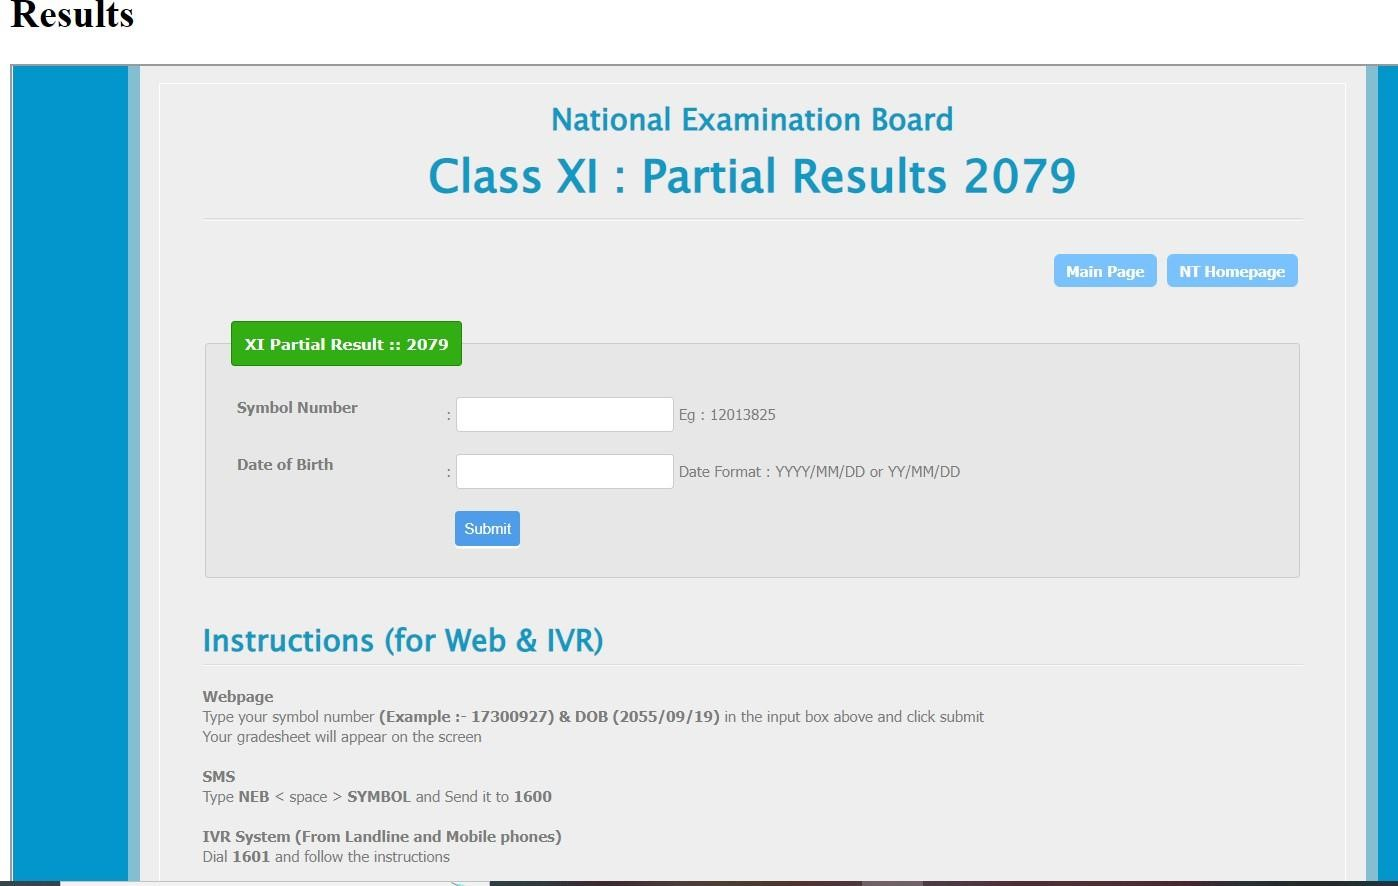 Results
National Examination Board
Class XI : Partial Results 2079
Main Page NT Homepage
XI Partial Result :: 2079
Symbol Number : Eg : 12013825
Date of Birth : Date Format : YYYY/MM/DD or YY/MM/DD
Submit
Instructions (for Web & IVR)
Webpage
Type your symbol number (Example :- 17300927) & DOB (2055/09/19) in the input box above and click submit
Your gradesheet will appear on the screen
SMS
Type NEB < space > SYMBOL and Send it to 1600
IVR System (From Landline and Mobile phones)
Dial 1601 and follow the instructions